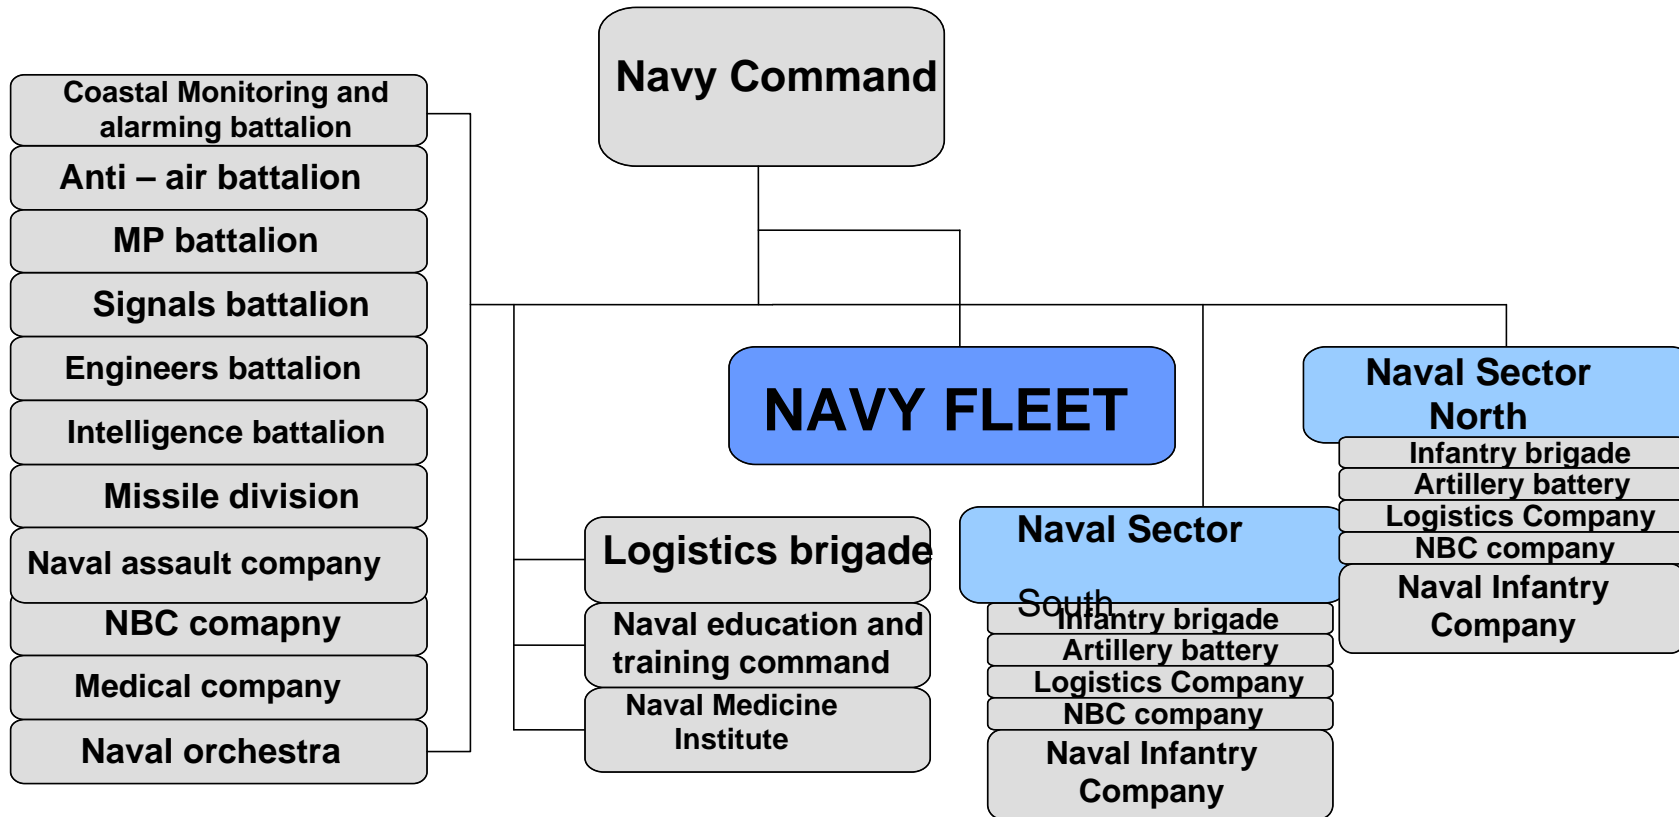 Navy Command
Coastal Monitoring and
alarming battalion
Anti – air battalion
MP battalion
Signals battalion
Engineers battalion
Intelligence battalion
Missile division
Naval assault company
NBC comapny
Medical company
Naval orchestra
NAVY FLEET
Logistics brigade
Naval education and
training command
Naval Medicine
Institute
Naval Sector
South
Infantry brigade
Artillery battery
Logistics Company
NBC company
Naval Infantry
Company
Naval Sector
North
Infantry brigade
Artillery battery
Logistics Company
NBC company
Naval Infantry
Company